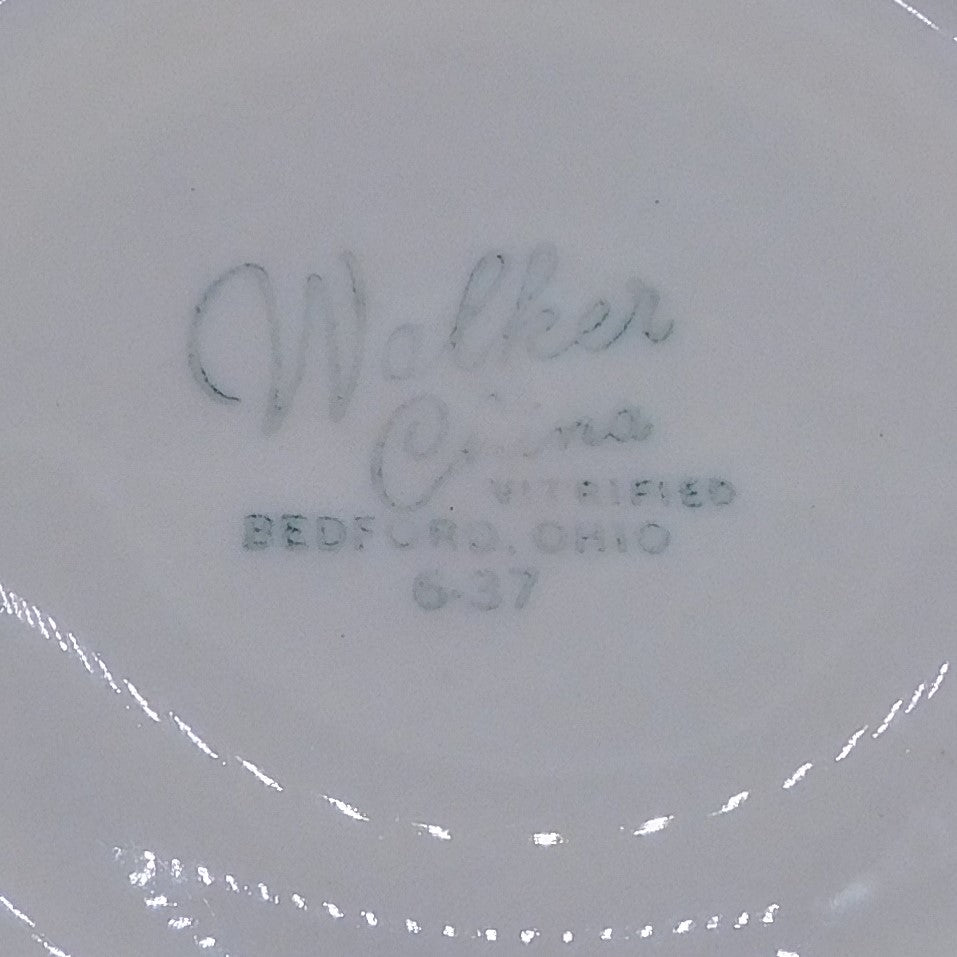 Walker
China
VITRIFIED
BEDFORD, OHIO
6-37